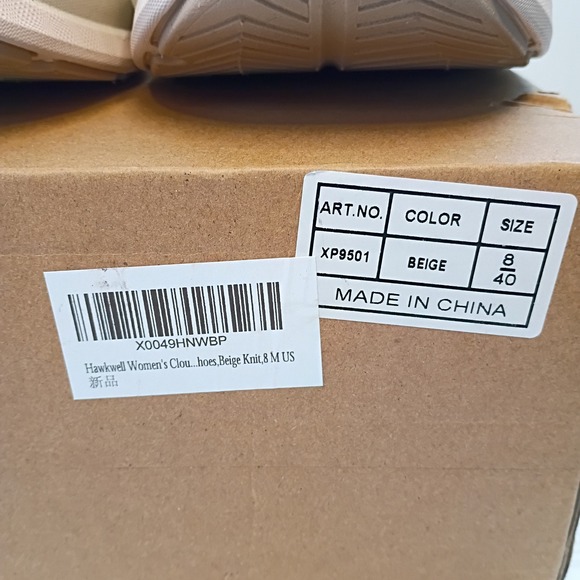 ART.NO. COLOR SIZE
XP9501 BEIGE 8
40
MADE IN CHINA
X0049HNWBP
Hawkwell Women's Clou...hoes,Beige Knit,8 M US
新品